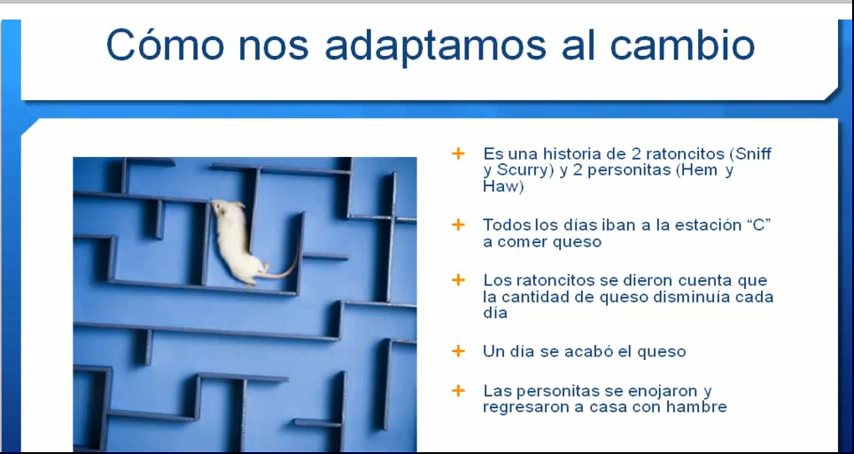 Cómo nos adaptamos al cambio
Es una historia de 2 ratoncitos (Sniff
y Scurry) y 2 personitas (Hem y
Haw)
Todos los días iban a la estación “C”
a comer queso
Los ratoncitos se dieron cuenta que
la cantidad de queso disminuía cada
día
Un día se acabó el queso
Las personitas se enojaron y
regresaron a casa con hambre